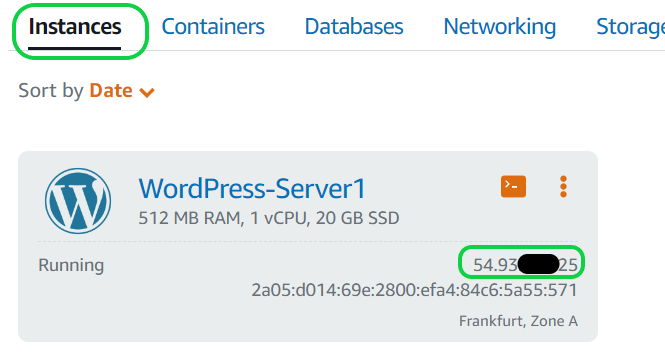 Instances Containers Databases Networking Storage
Sort by Date
WordPress-Server1
512 MB RAM, 1 vCPU, 20 GB SSD
Running 54.93 25
2a05:d014:69e:2800:efa4:84c6:5a55:571
Frankfurt, Zone A